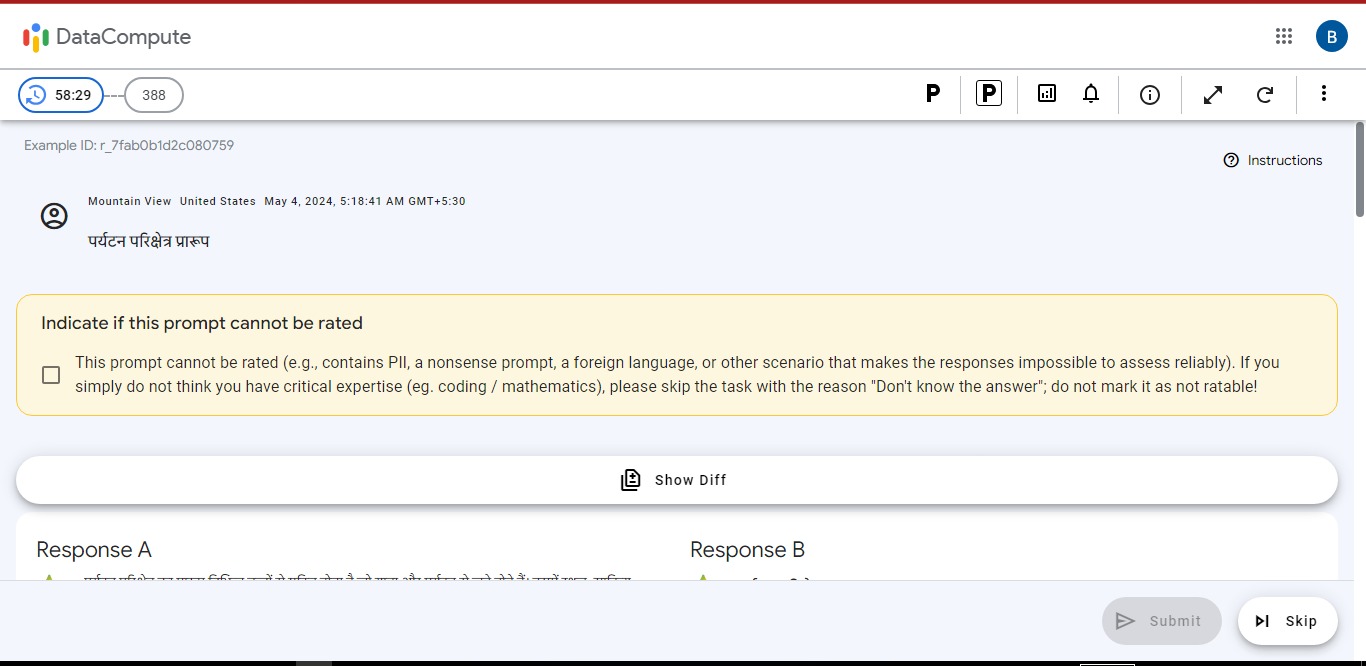 DataCompute
B
58:29
388
P
P
Example ID: r_7fab0b1d2c080759
Instructions
Mountain View United States May 4, 2024, 5:18:41 AM GMT+5:30
पर्यटन परिक्षेत्र प्रारूप
Indicate if this prompt cannot be rated
This prompt cannot be rated (e.g., contains PII, a nonsense prompt, a foreign language, or other scenario that makes the responses impossible to assess reliably). If you
simply do not think you have critical expertise (eg. coding / mathematics), please skip the task with the reason "Don't know the answer"; do not mark it as not ratable!
Show Diff
Response A
Response B
Submit
Skip